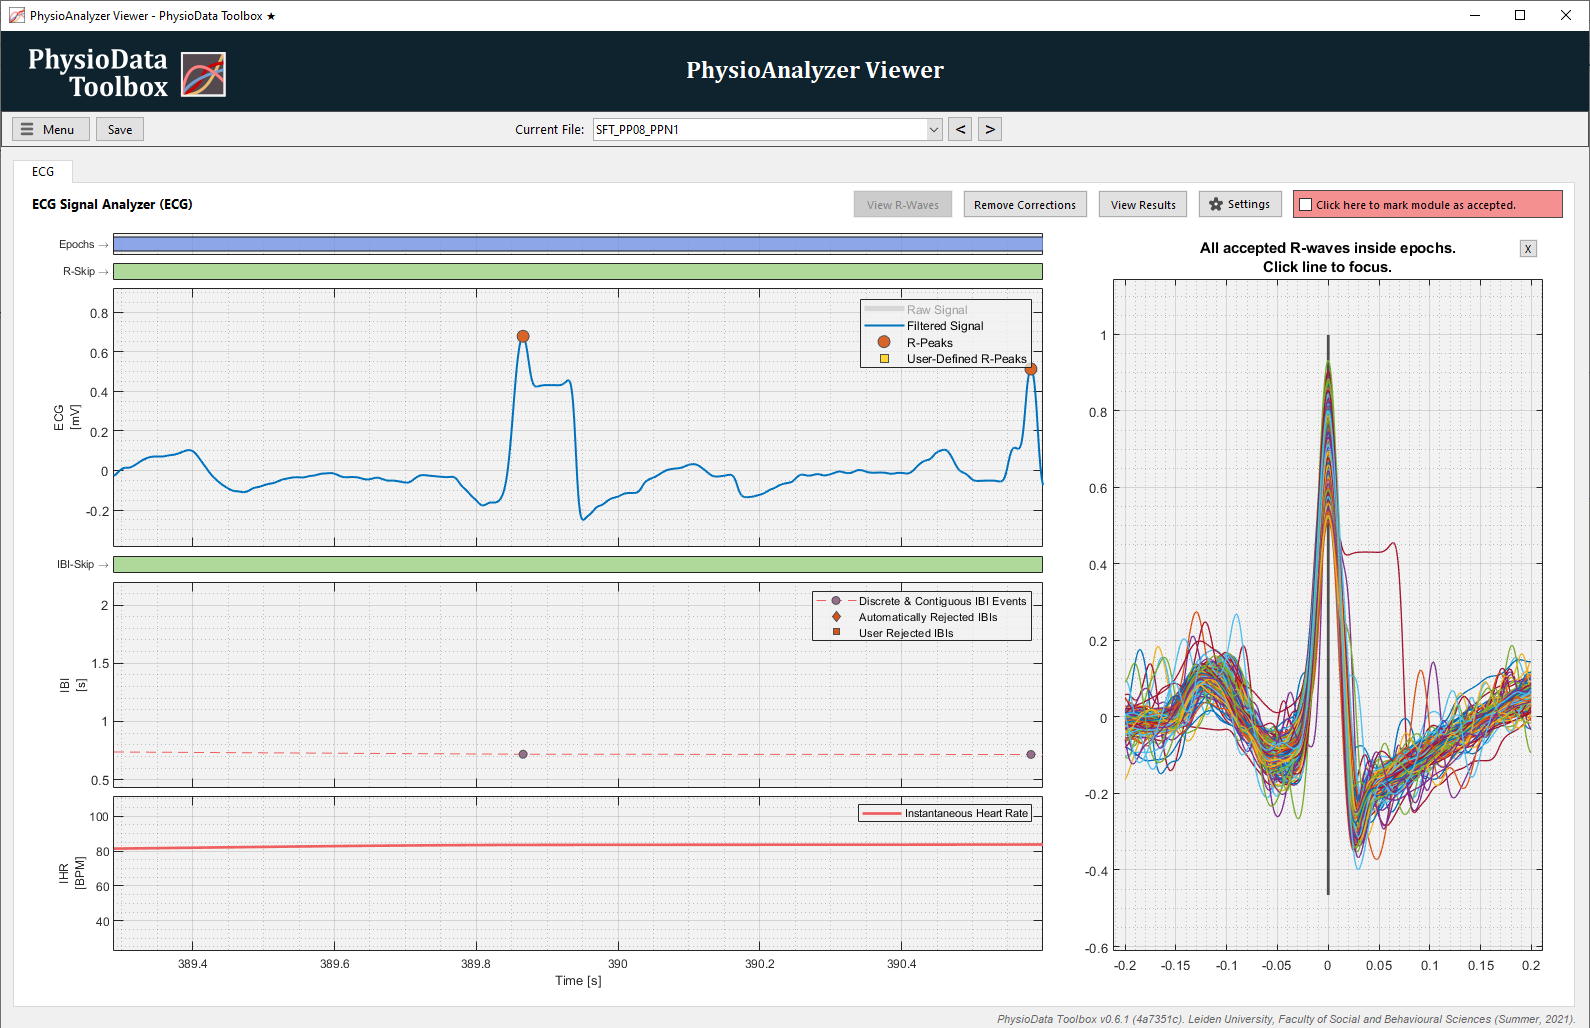 PhysioAnalyzer Viewer - PhysioData Toolbox ★
PhysioData
Toolbox
PhysioAnalyzer Viewer
Menu
Save
Current File:
SFT_PP08_PPN1
<
>
ECG
ECG Signal Analyzer (ECG)
View R-Waves
Remove Corrections
View Results
Settings
Click here to mark module as accepted.
Epochs →
R-Skip →
0.8
0.6
0.4
0.2
0
-0.2
ECG
[mV]
Raw Signal
Filtered Signal
R-Peaks
User-Defined R-Peaks
IBI-Skip →
2
1.5
1
0.5
IBI
[s]
Discrete & Contiguous IBI Events
Automatically Rejected IBIs
User Rejected IBIs
100
80
60
40
IHR
[BPM]
Instantaneous Heart Rate
389.4
389.6
389.8
390
390.2
390.4
Time [s]
All accepted R-waves inside epochs.
Click line to focus.
X
1
0.8
0.6
0.4
0.2
0
-0.2
-0.4
-0.6
-0.2
-0.15
-0.1
-0.05
0
0.05
0.1
0.15
0.2
PhysioData Toolbox v0.6.1 (4a7351c). Leiden University, Faculty of Social and Behavioural Sciences (Summer, 2021).